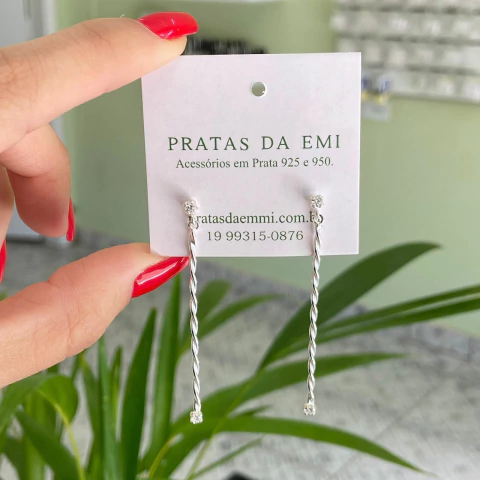 PRATAS DA EMI
Acessórios em Prata 925 e 950.
pratasdaemmi.com.br
19 99315-0876